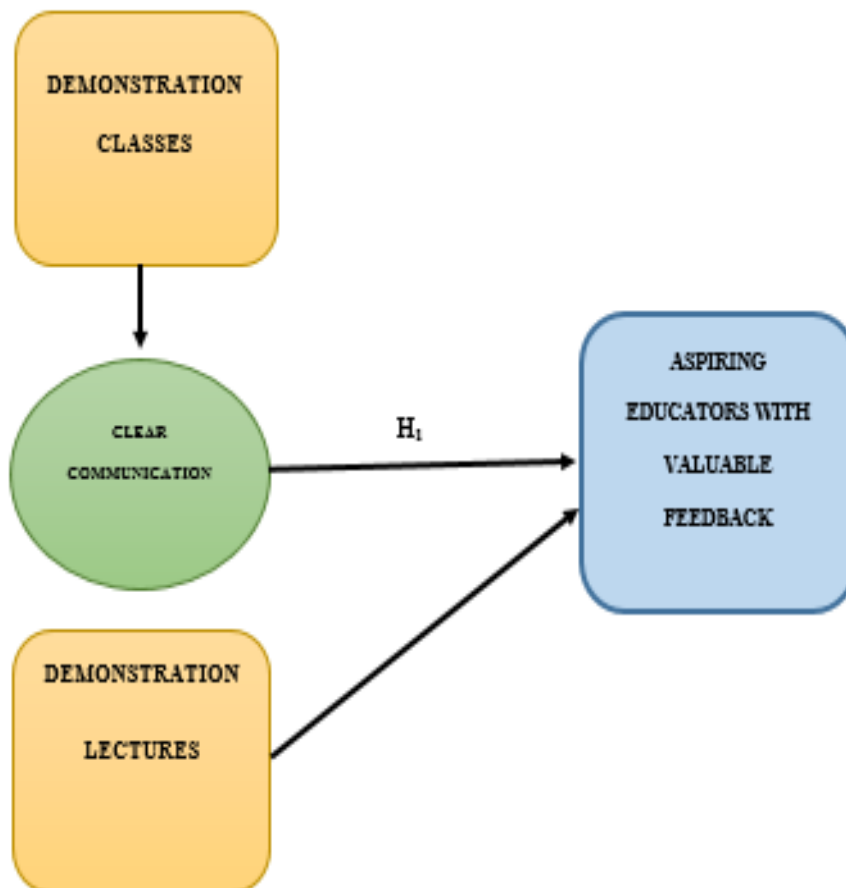 DEMONSTRATION
CLASSES
CLEAR
COMMUNICATION
H₁
ASPIRING
EDUCATORS WITH
VALUABLE
FEEDBACK
DEMONSTRATION
LECTURES